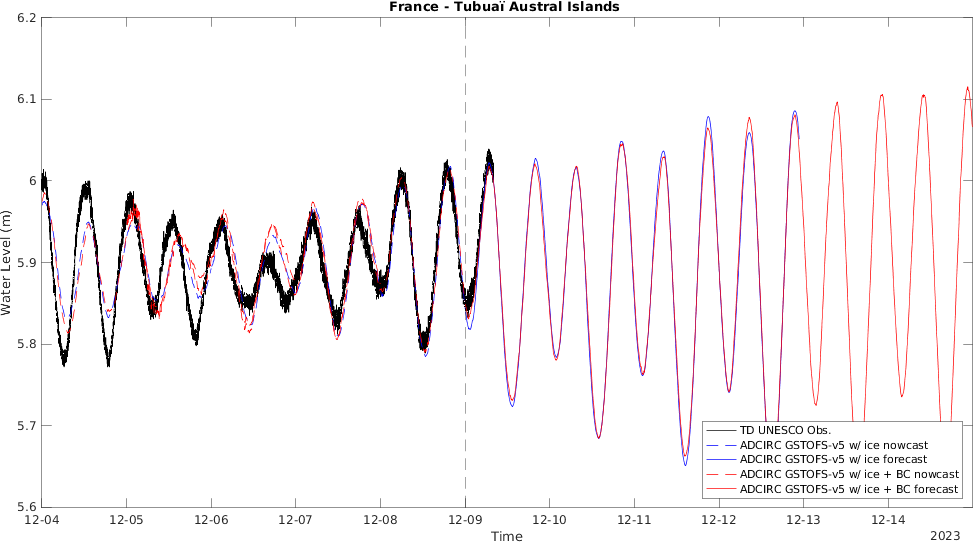 France - Tubuaï Austral Islands
6.2
6.1
6
5.9
5.8
5.7
5.6
Water Level (m)
TD UNESCO Obs.
ADCIRC GSTOFS-v5 w/ ice nowcast
ADCIRC GSTOFS-v5 w/ ice forecast
ADCIRC GSTOFS-v5 w/ ice + BC nowcast
ADCIRC GSTOFS-v5 w/ ice + BC forecast
12-04 12-05 12-06 12-07 12-08 12-09 12-10 12-11 12-12 12-13 12-14
Time
2023